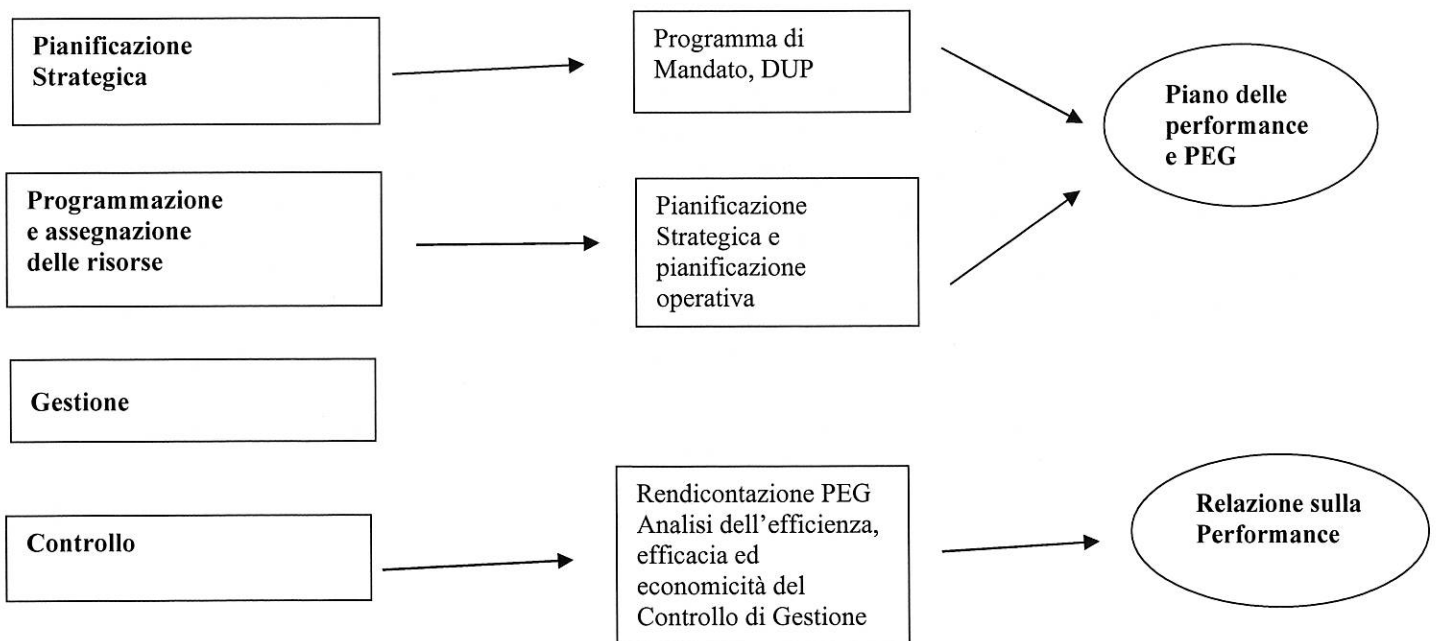 Pianificazione
Strategica
Programma di
Mandato, DUP
Piano delle
performance
e PEG
Programmazione
e assegnazione
delle risorse
Pianificazione
Strategica e
pianificazione
operativa
Gestione
Controllo
Rendicontazione PEG
Analisi dell'efficienza,
efficacia ed
economicità del
Controllo di Gestione
Relazione sulla
Performance